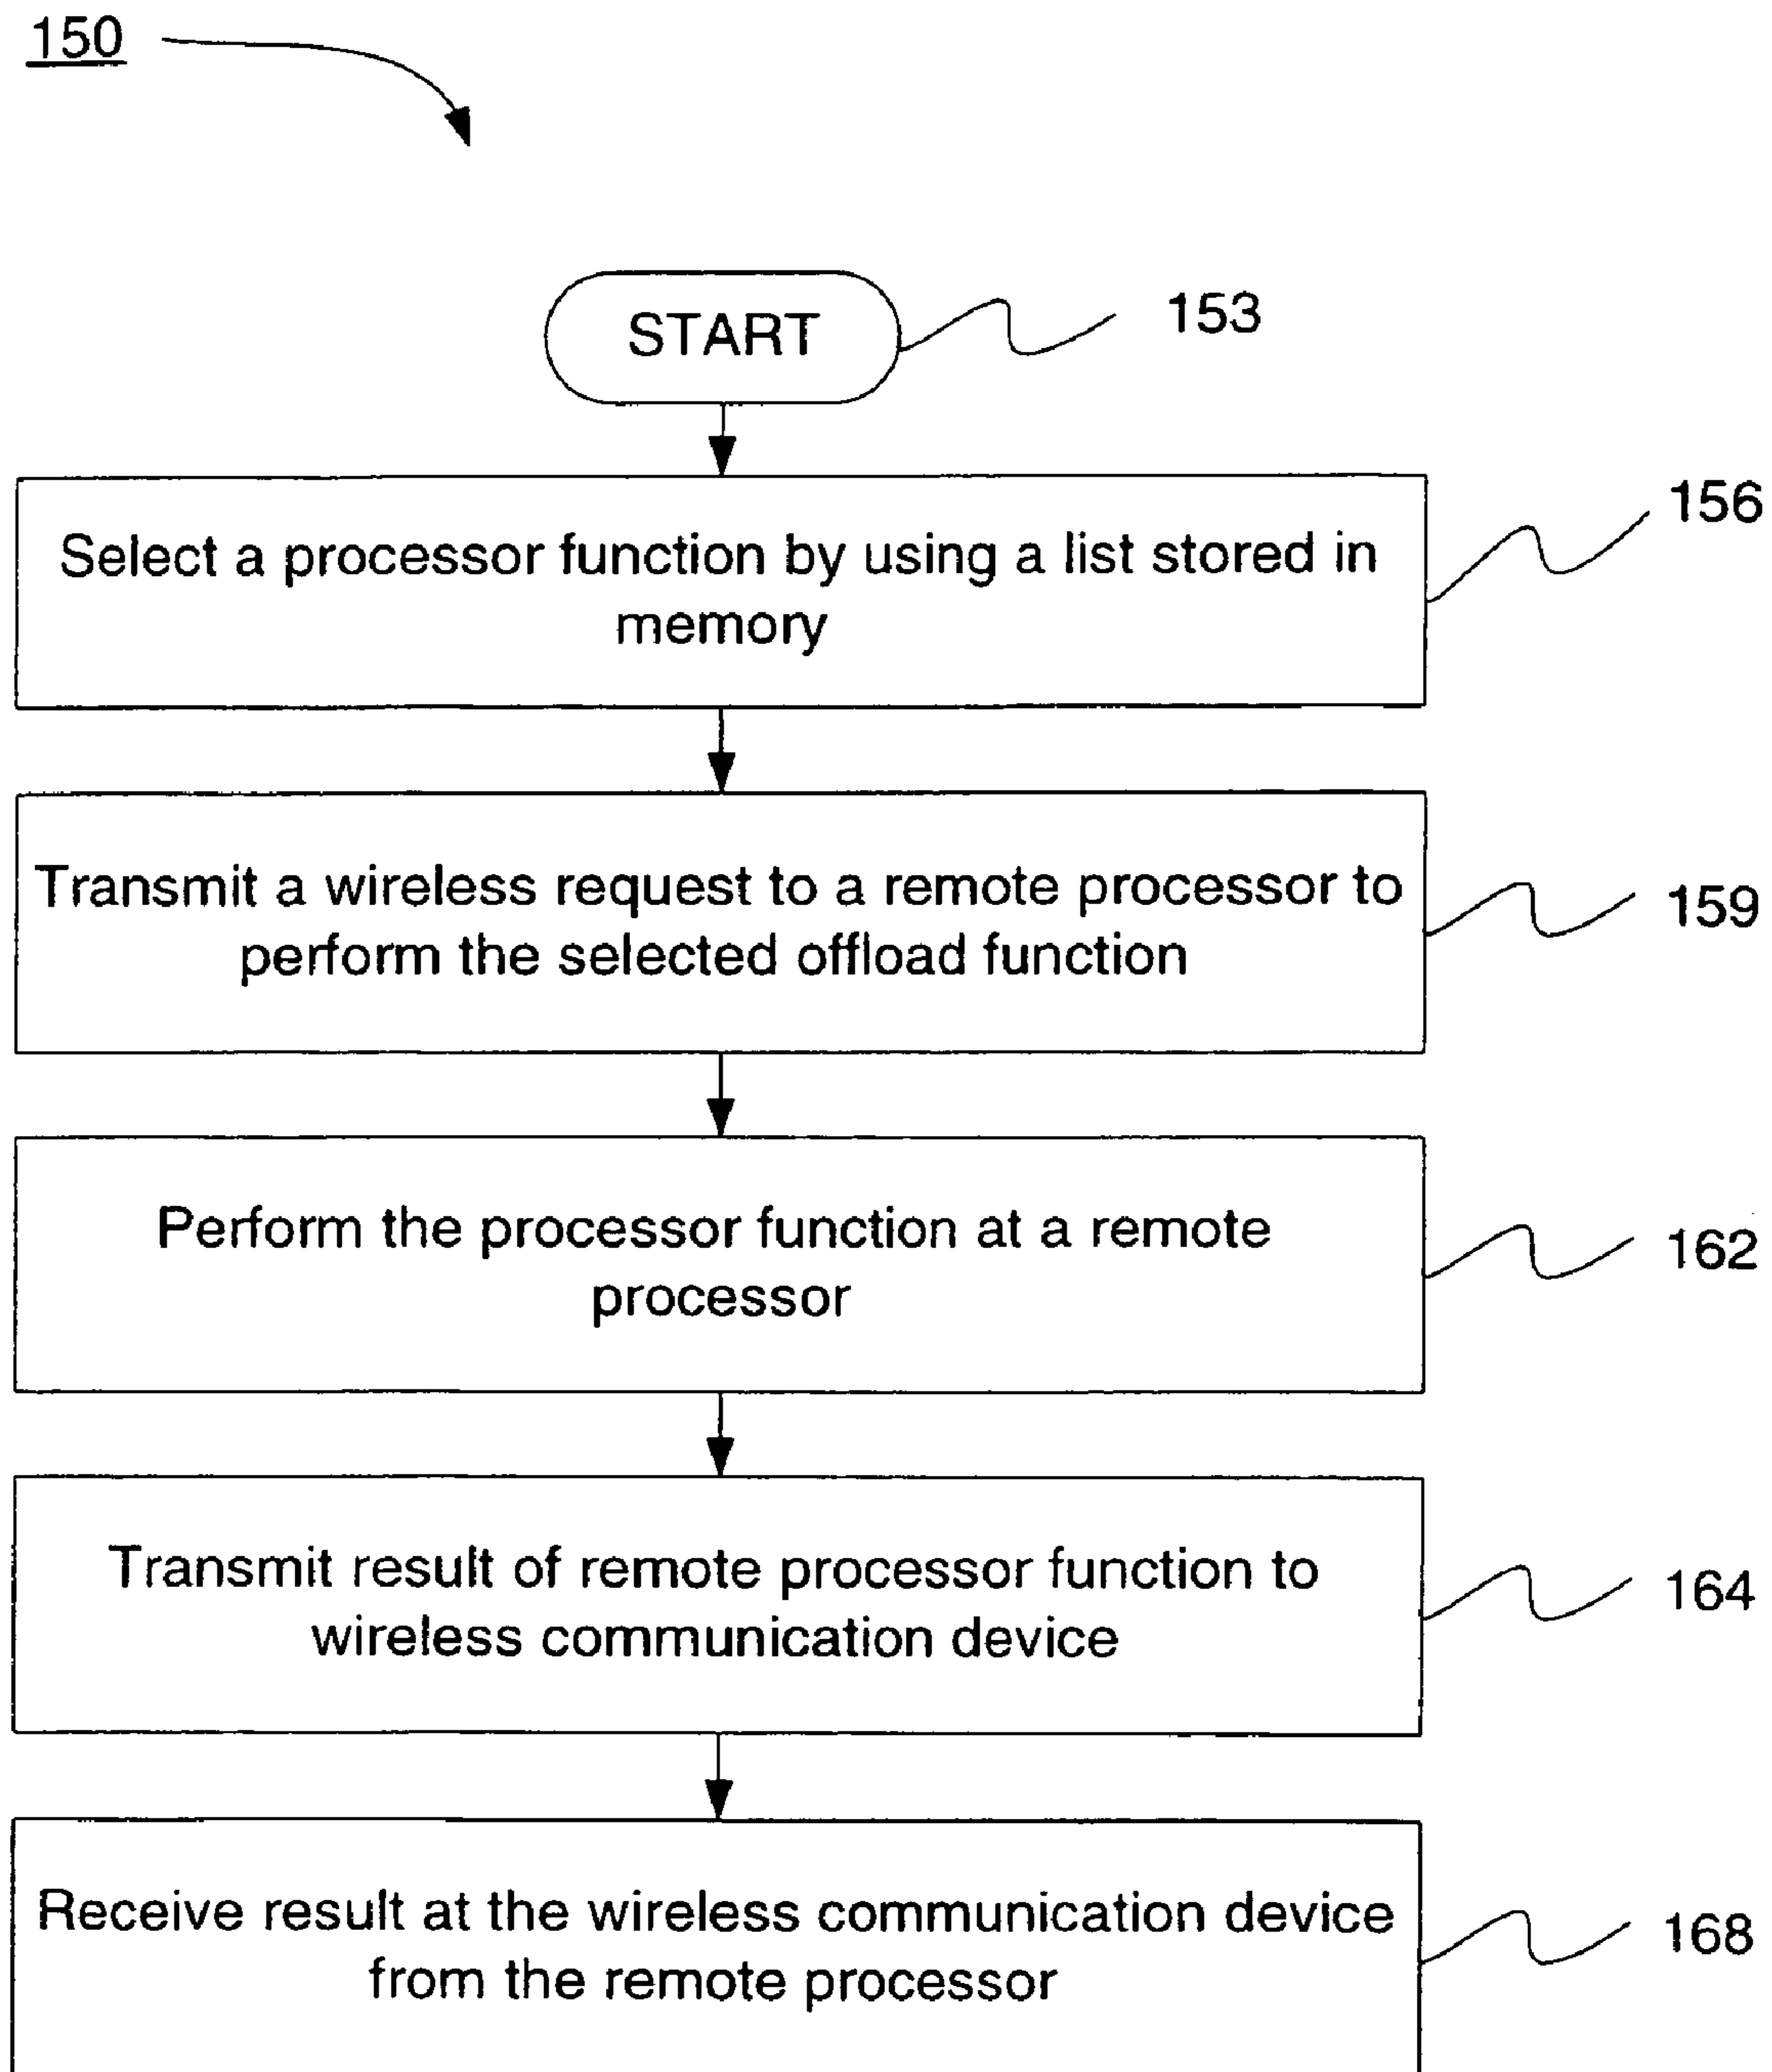 150
START
153
Select a processor function by using a list stored in
memory
156
Transmit a wireless request to a remote processor to
perform the selected offload function
159
Perform the processor function at a remote
processor
162
Transmit result of remote processor function to
wireless communication device
164
Receive result at the wireless communication device
from the remote processor
168